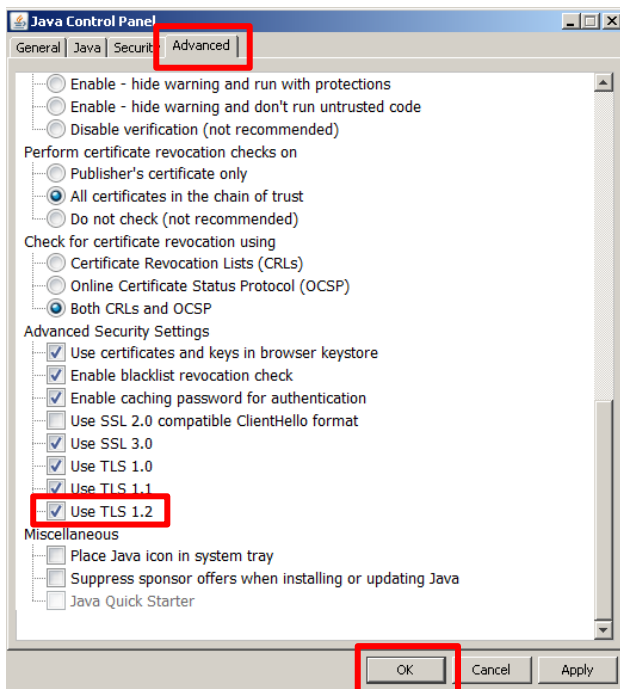 Java Control Panel
General Java Security Advanced
Enable - hide warning and run with protections
Enable - hide warning and don't run untrusted code
Disable verification (not recommended)
Perform certificate revocation checks on
Publisher's certificate only
All certificates in the chain of trust
Do not check (not recommended)
Check for certificate revocation using
Certificate Revocation Lists (CRLs)
Online Certificate Status Protocol (OCSP)
Both CRLs and OCSP
Advanced Security Settings
Use certificates and keys in browser keystore
Enable blacklist revocation check
Enable caching password for authentication
Use SSL 2.0 compatible ClientHello format
Use SSL 3.0
Use TLS 1.0
Use TLS 1.1
Use TLS 1.2
Miscellaneous
Place Java icon in system tray
Suppress sponsor offers when installing or updating Java
Java Quick Starter
OK Cancel Apply